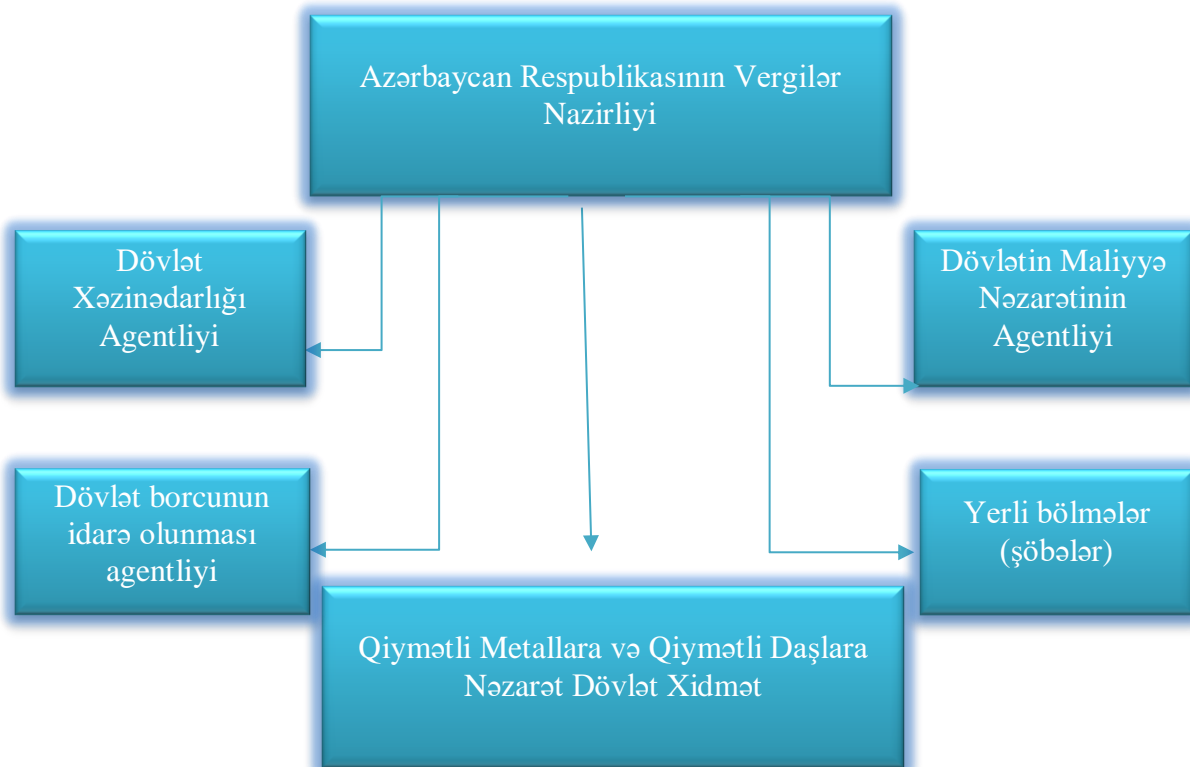 Azərbaycan Respublikasının Vergilər
Nazirliyi
Dövlət
Xəzinədarlığı
Agentliyi
Dövlətin Maliyyə
Nəzarətinin
Agentliyi
Dövlət borcunun
idarə olunması
agentliyi
Yerli bölmələr
(şöbələr)
Qiymətli Metallara və Qiymətli Daşlara
Nəzarət Dövlət Xidmət